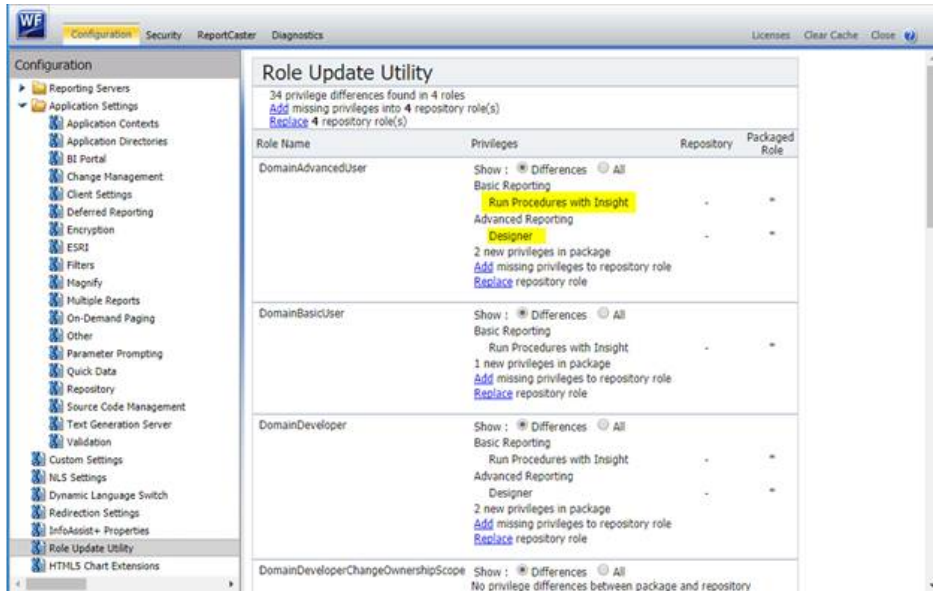 WF
Configuration Security ReportCaster Diagnostics Licenses Clear Cache Close
Configuration
Reporting Servers
Application Settings
Application Contexts
Application Directories
BI Portal
Change Management
Client Settings
Deferred Reporting
Encryption
ESRI
Filters
Magnify
Multiple Reports
On-Demand Paging
Other
Parameter Prompting
Quick Data
Repository
Source Code Management
Text Generation Server
Validation
Custom Settings
NLS Settings
Dynamic Language Switch
Redirection Settings
InfoAssist+ Properties
Role Update Utility
HTML5 Chart Extensions
Role Update Utility
34 privilege differences found in 4 roles
Add missing privileges into 4 repository role(s)
Replace 4 repository role(s)
Role Name Privileges Repository Packaged Role
DomainAdvancedUser Show : Differences All
Basic Reporting
Run Procedures with Insight - *
Advanced Reporting
Designer - *
2 new privileges in package
Add missing privileges to repository role
Replace repository role
DomainBasicUser Show : Differences All
Basic Reporting
Run Procedures with Insight - *
1 new privileges in package
Add missing privileges to repository role
Replace repository role
DomainDeveloper Show : Differences All
Basic Reporting
Run Procedures with Insight - *
Advanced Reporting
Designer - *
2 new privileges in package
Add missing privileges to repository role
Replace repository role
DomainDeveloperChangeOwnershipScope Show : Differences All
No privilege differences between package and repository